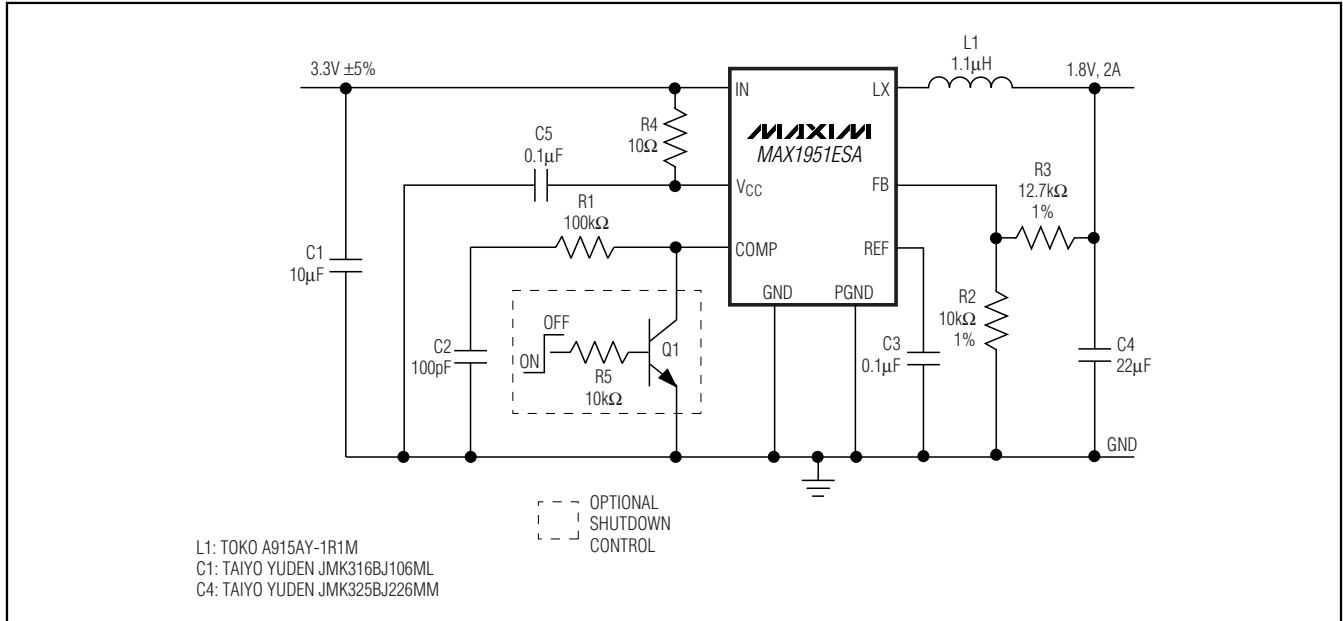 3.3V ±5%
L1
1.1µH
1.8V, 2A
IN
LX
MAXIM
MAX1951ESA
R4
10Ω
C5
0.1µF
VCC
FB
R3
12.7kΩ
1%
R1
100kΩ
COMP
REF
C1
10µF
GND
PGND
R2
10kΩ
1%
OFF
ON
Q1
R5
10kΩ
C2
100pF
C3
0.1µF
C4
22µF
GND
OPTIONAL
SHUTDOWN
CONTROL
L1: TOKO A915AY-1R1M
C1: TAIYO YUDEN JMK316BJ106ML
C4: TAIYO YUDEN JMK325BJ226MM